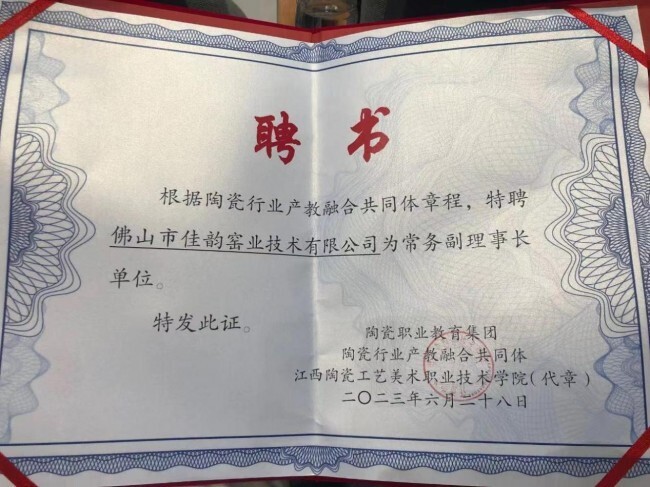 聘书
根据陶瓷行业产教融合共同体章程，特聘
佛山市佳韵窑业技术有限公司为常务副理事长
单位。
特发此证。
陶瓷职业教育集团
陶瓷行业产教融合共同体
江西陶瓷工艺美术职业技术学院（代章）
二〇二三年六月二十八日